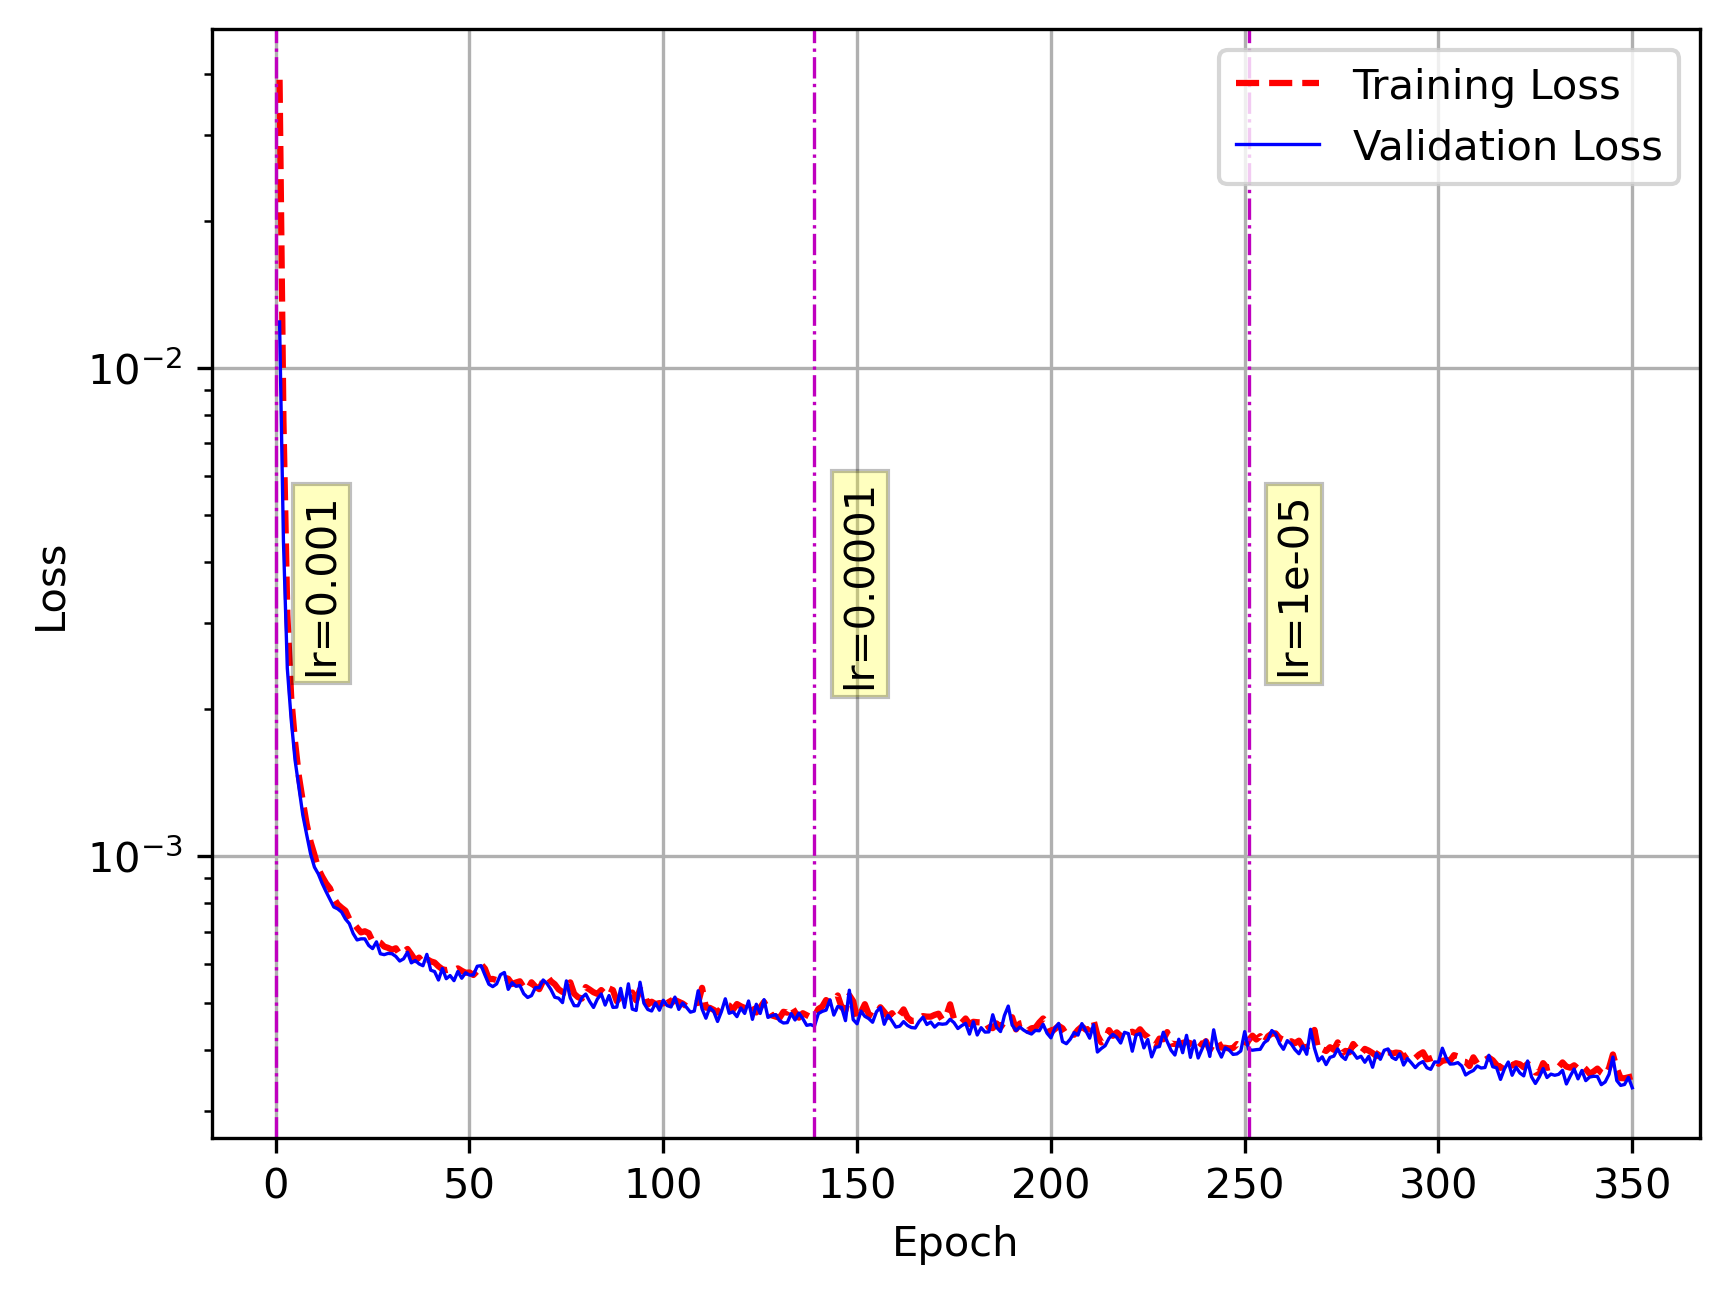 Training Loss
Validation Loss
10⁻²
10⁻³
Loss
lr=0.001
lr=0.0001
lr=1e-05
0 50 100 150 200 250 300 350
Epoch